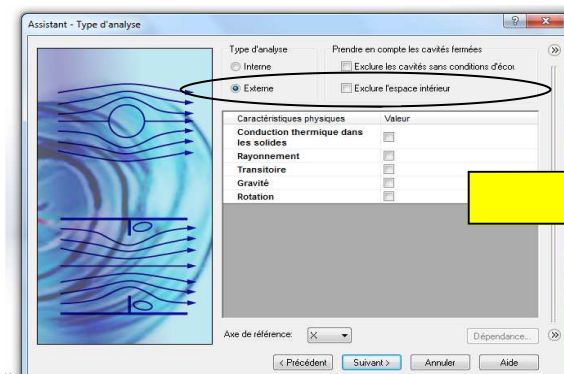 Assistant - Type d'analyse
Type d'analyse
Prendre en compte les cavités fermées
Interne
Exclure les cavités sans conditions d'écou
Externe
Exclure l'espace intérieur
Caractéristiques physiques
Valeur
Conduction thermique dans
les solides
Rayonnement
Transitoire
Gravité
Rotation
Axe de référence:
X
Dépendance...
< Précédent
Suivant >
Annuler
Aide